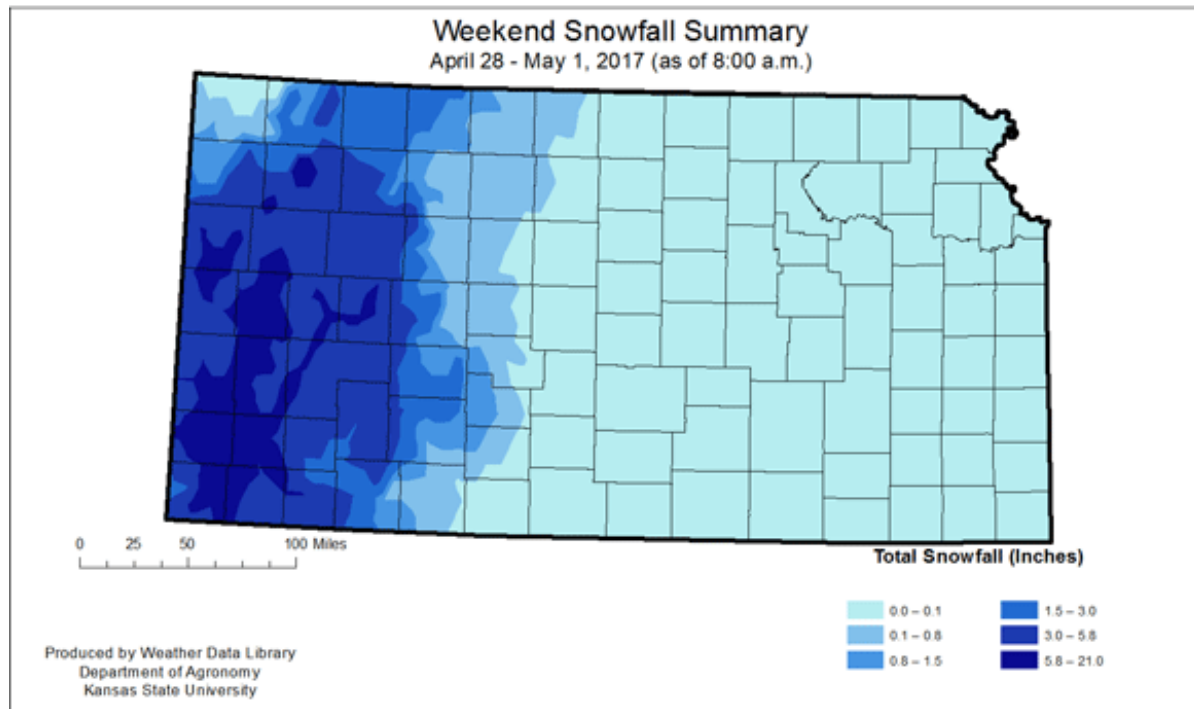 Weekend Snowfall Summary
April 28 - May 1, 2017 (as of 8:00 a.m.)
0 25 50 100 Miles
Total Snowfall (Inches)
0.0 – 0.1
0.1 – 0.8
0.8 – 1.5
1.5 – 3.0
3.0 – 5.8
5.8 – 21.0
Produced by Weather Data Library
Department of Agronomy
Kansas State University